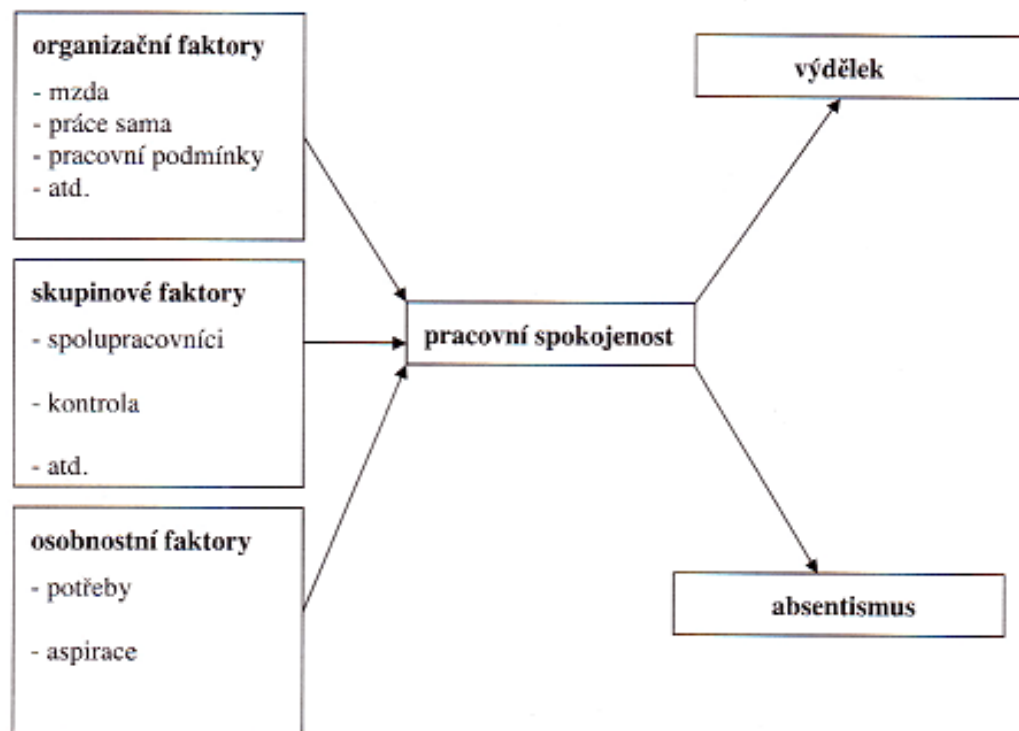 organizační faktory
- mzda
- práce sama
- pracovní podmínky
- atd.
skupinové faktory
- spolupracovníci
- kontrola
- atd.
osobnostní faktory
- potřeby
- aspirace
pracovní spokojenost
výdělek
absentismus